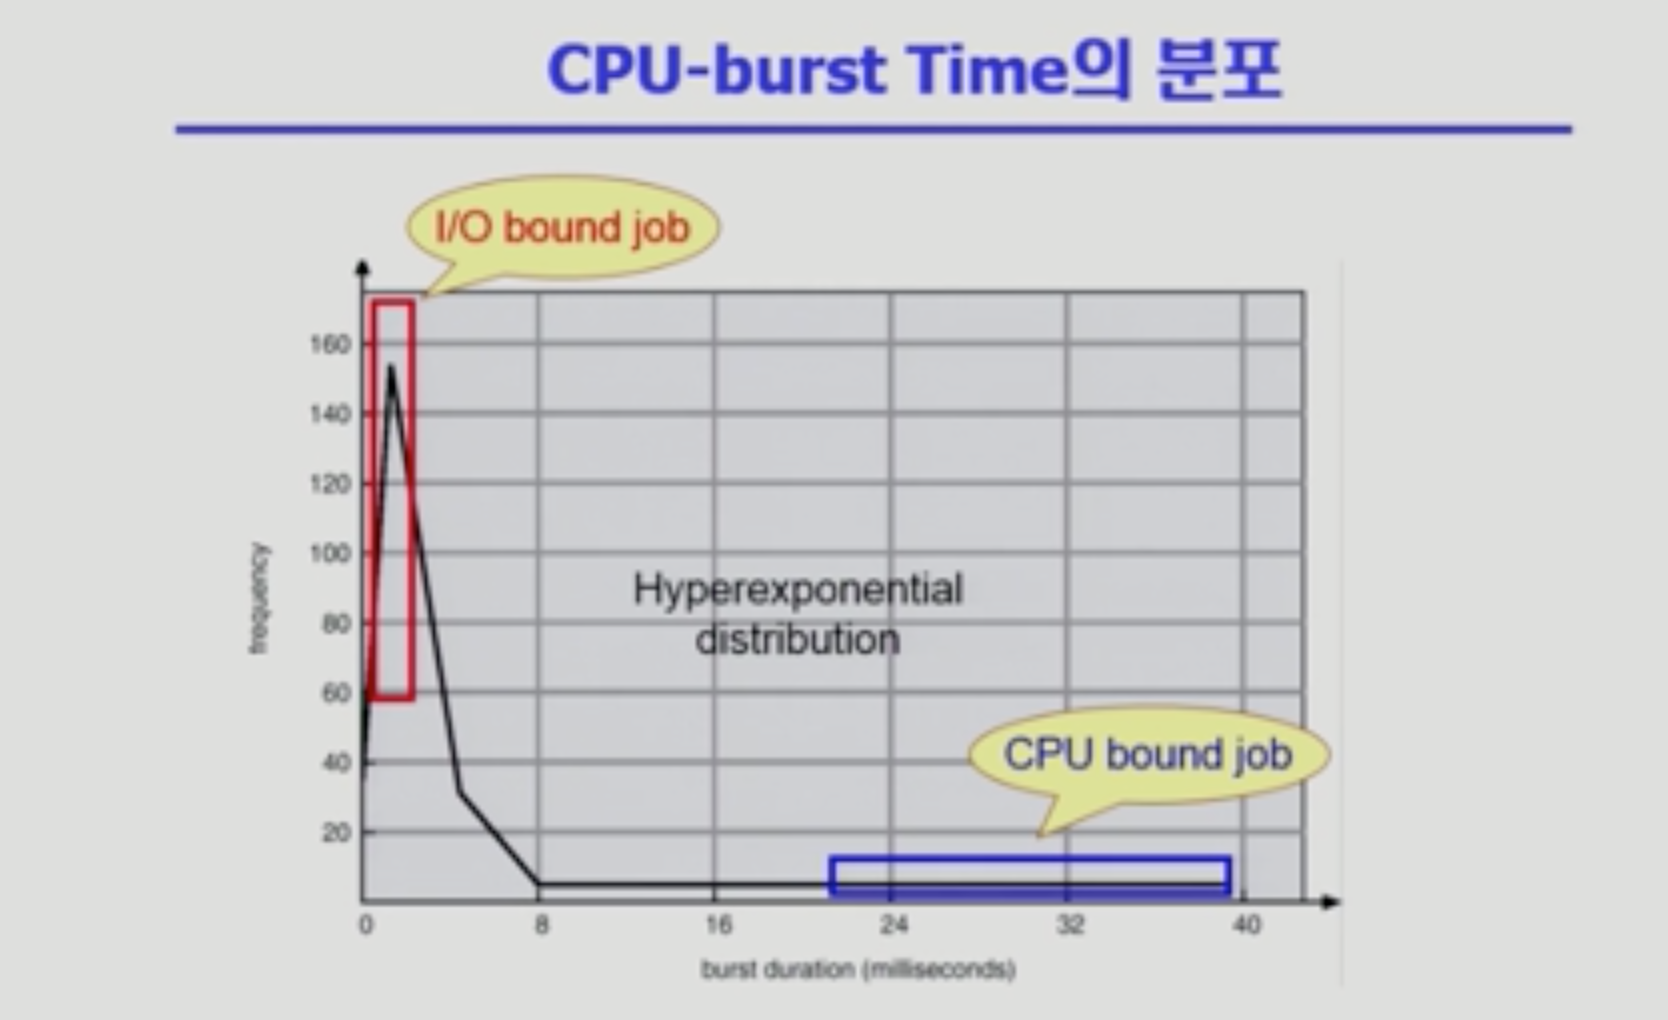 CPU-burst Time의 분포
I/O bound job
160
140
120
100
80
60
40
20
frequency
Hyperexponential
distribution
CPU bound job
0 8 16 24 32 40
burst duration (milliseconds)